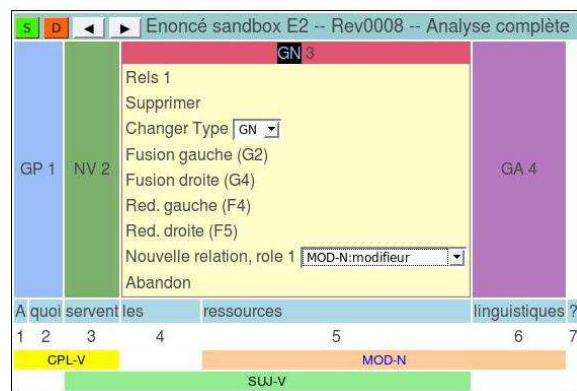 S D ◄ ► Enoncé sandbox E2 -- Rev0008 -- Analyse complète
GP 1
NV 2
GN 3
Rels 1
Supprimer
Changer Type GN
Fusion gauche (G2)
Fusion droite (G4)
Red. gauche (F4)
Red. droite (F5)
Nouvelle relation, role 1 MOD-N:modifieur
Abandon
GA 4
A quoi servent les ressources linguistiques ?
1 2 3 4 5 6 7
CPL-V MOD-N
SUJ-V